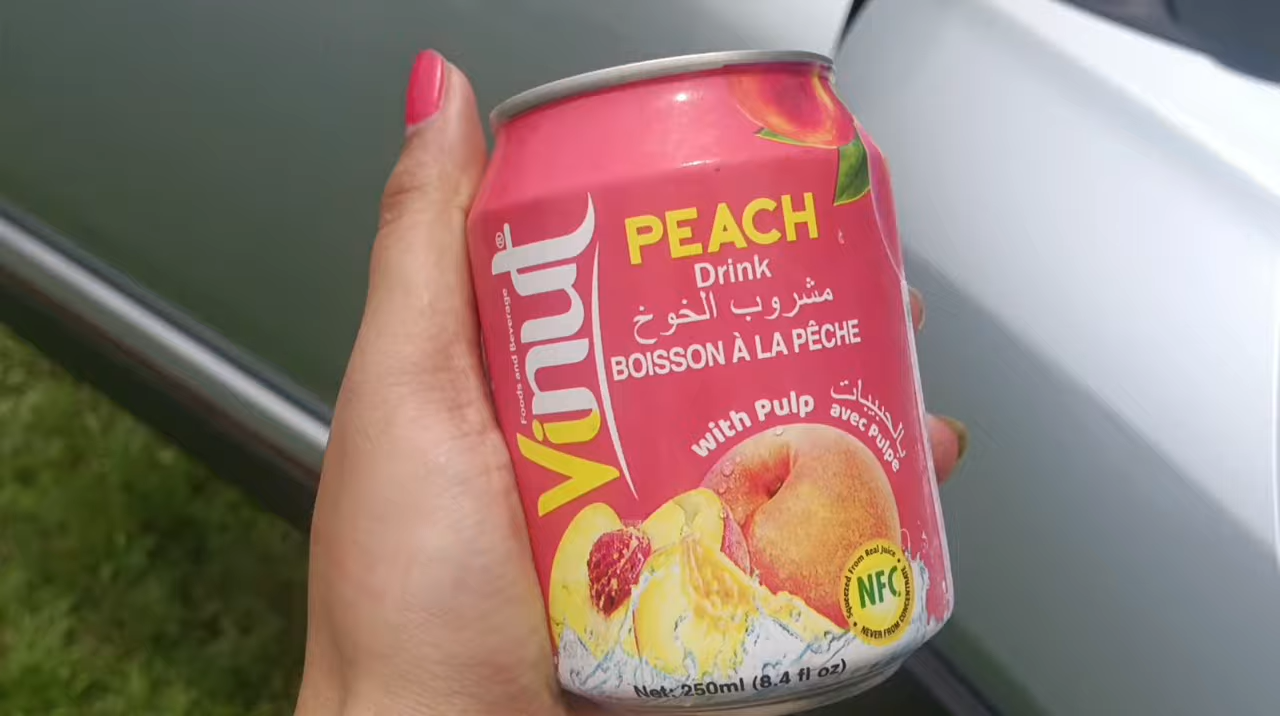 Vinut®
Foods and Beverage
PEACH
Drink
مشروب الخوخ
BOISSON À LA PÊCHE
with Pulp
بالحبيبات
avec Pulpe
Squeezed From Real Juice
NFC
NEVER FROM CONCENTRATE
Net: 250ml (8.4 fl oz)